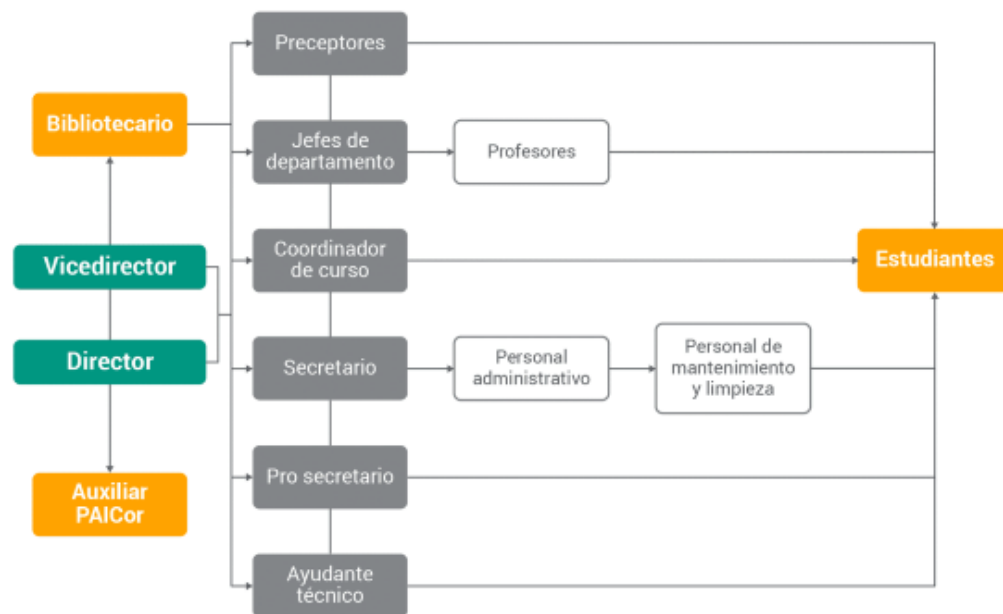 Preceptores
Bibliotecario
Jefes de
departamento
Profesores
Vicedirector
Coordinador
de curso
Estudiantes
Director
Secretario
Personal
administrativo
Personal de
mantenimiento
y limpieza
Auxiliar
PAICor
Pro secretario
Ayudante
técnico